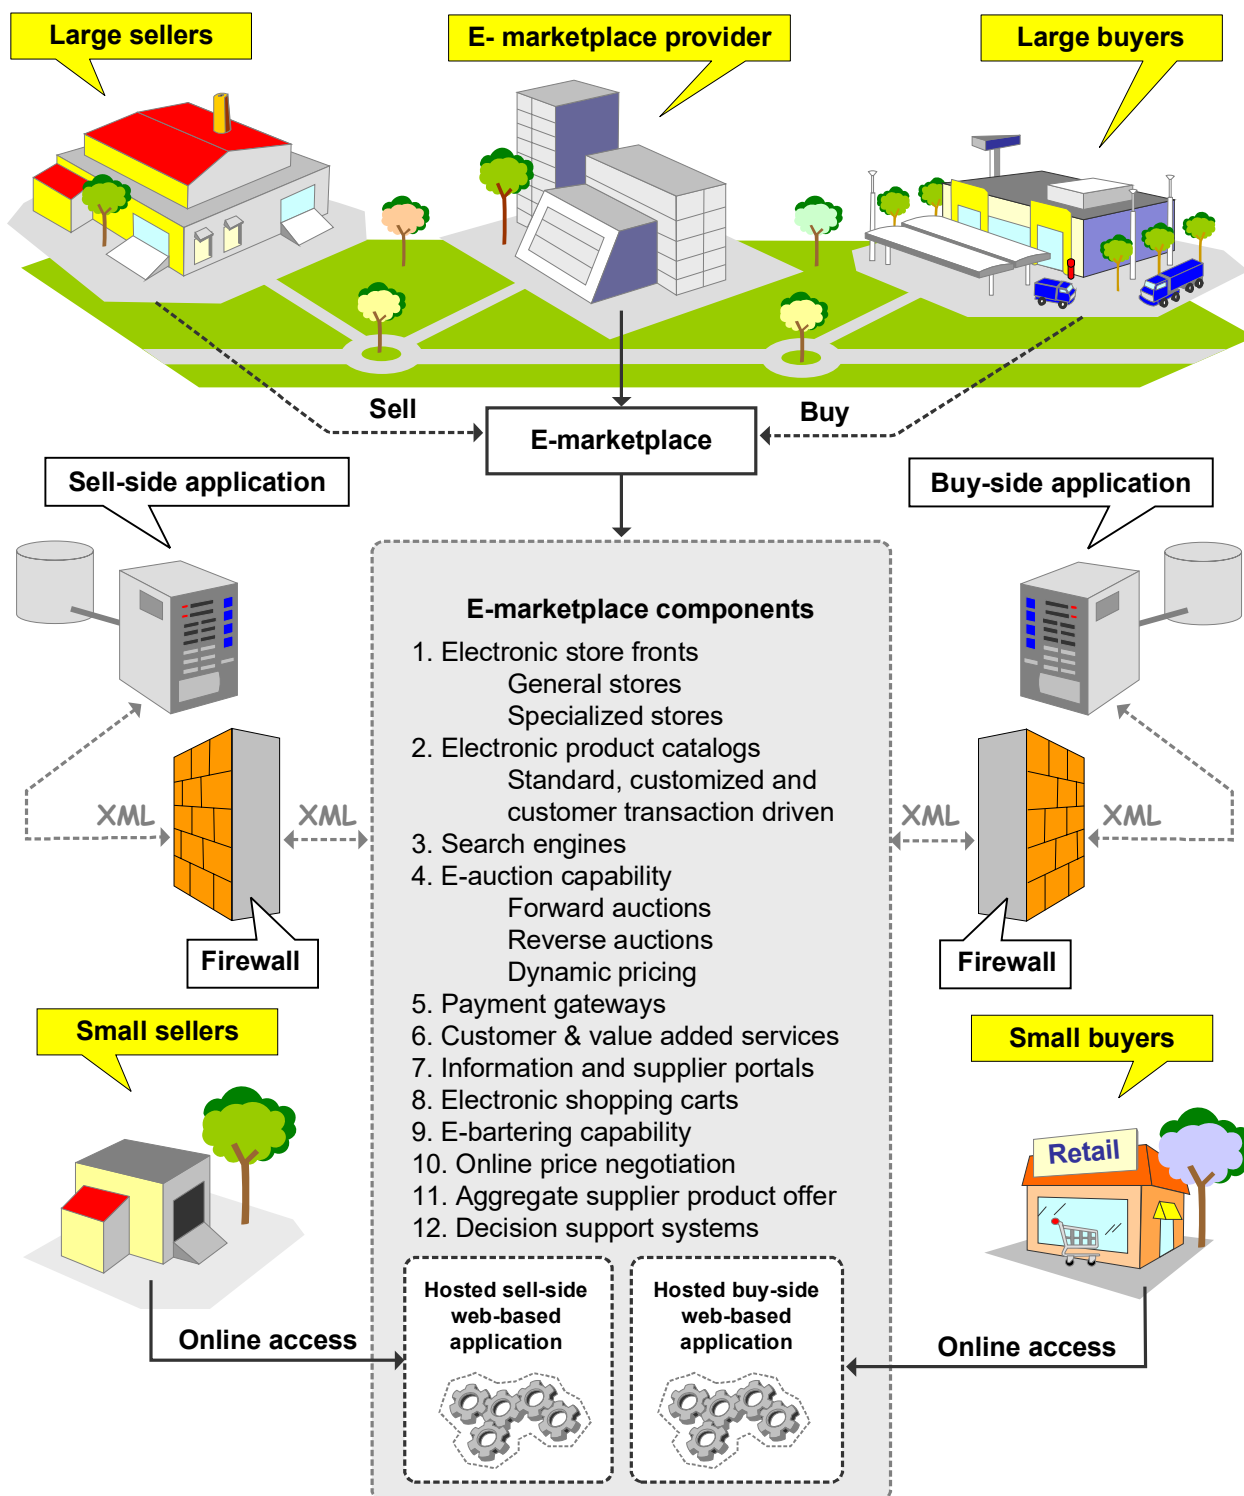 Large sellers
E- marketplace provider
Large buyers
Sell
Buy
E-marketplace
Sell-side application
Buy-side application
E-marketplace components
1. Electronic store fronts
General stores
Specialized stores
2. Electronic product catalogs
Standard, customized and
customer transaction driven
3. Search engines
4. E-auction capability
Forward auctions
Reverse auctions
Dynamic pricing
5. Payment gateways
6. Customer & value added services
7. Information and supplier portals
8. Electronic shopping carts
9. E-bartering capability
10. Online price negotiation
11. Aggregate supplier product offer
12. Decision support systems
XML
XML
XML
XML
Firewall
Firewall
Small sellers
Small buyers
Retail
Hosted sell-side
web-based
application
Hosted buy-side
web-based
application
Online access
Online access